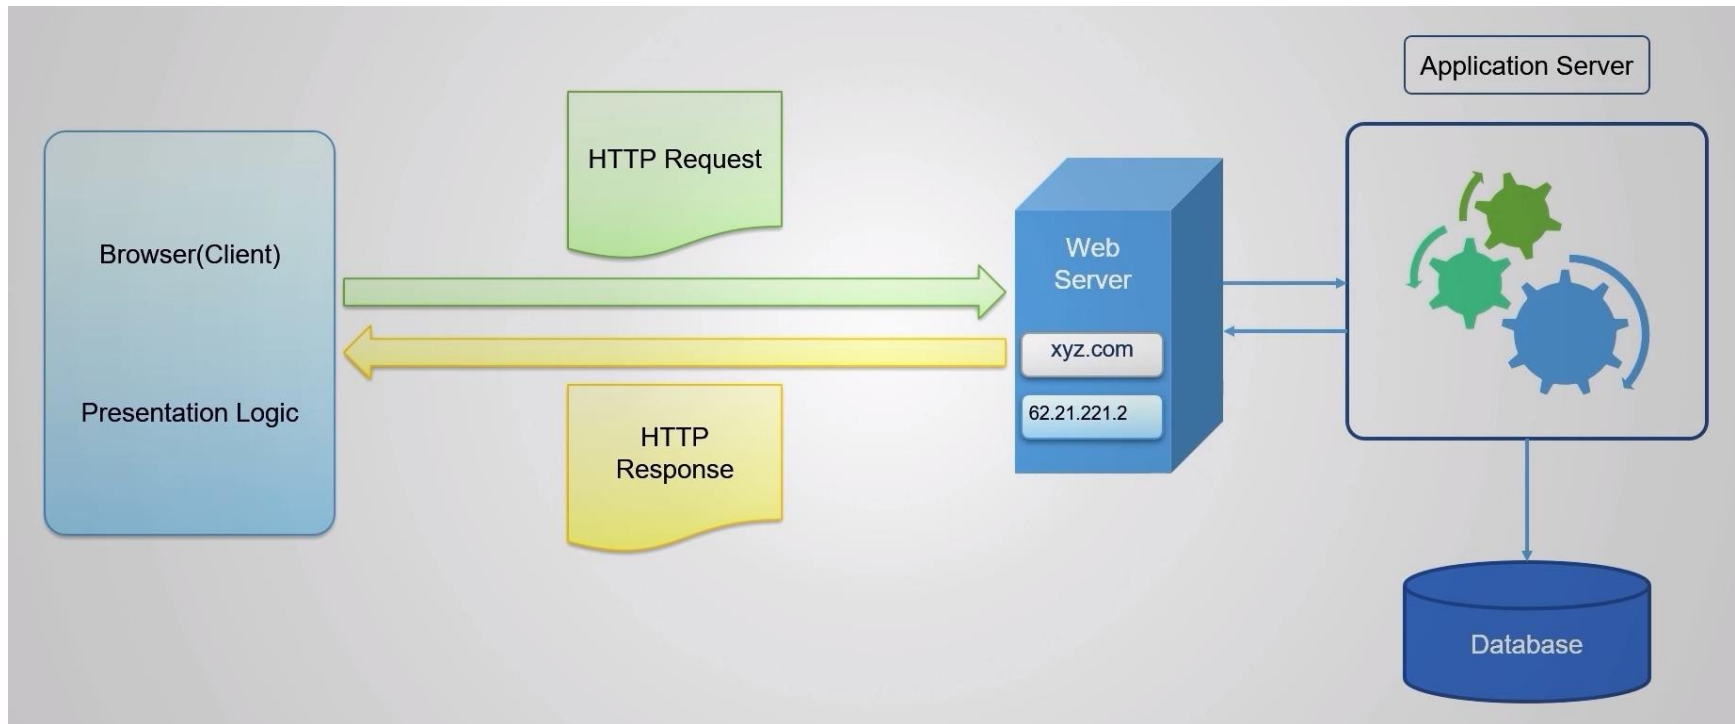 Application Server
HTTP Request
Browser(Client)
Presentation Logic
Web
Server
xyz.com
62.21.221.2
HTTP
Response
Database